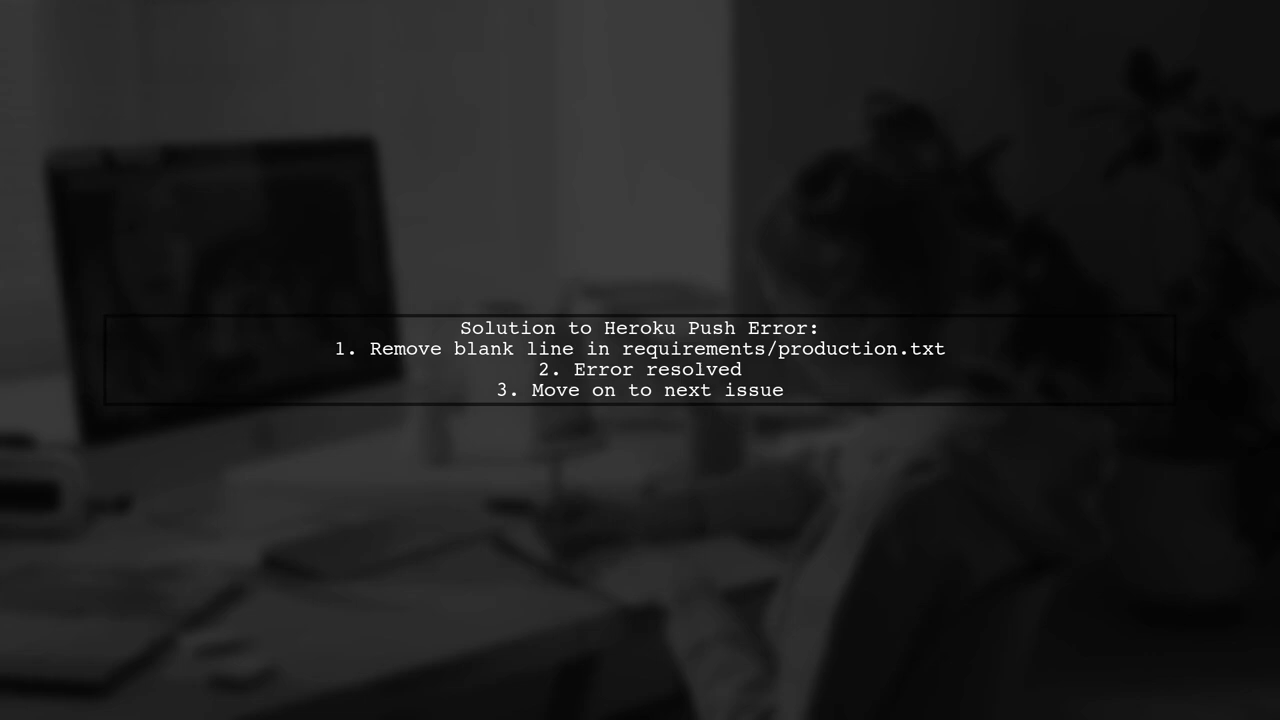 Solution to Heroku Push Error:
1. Remove blank line in requirements/production.txt
2. Error resolved
3. Move on to next issue